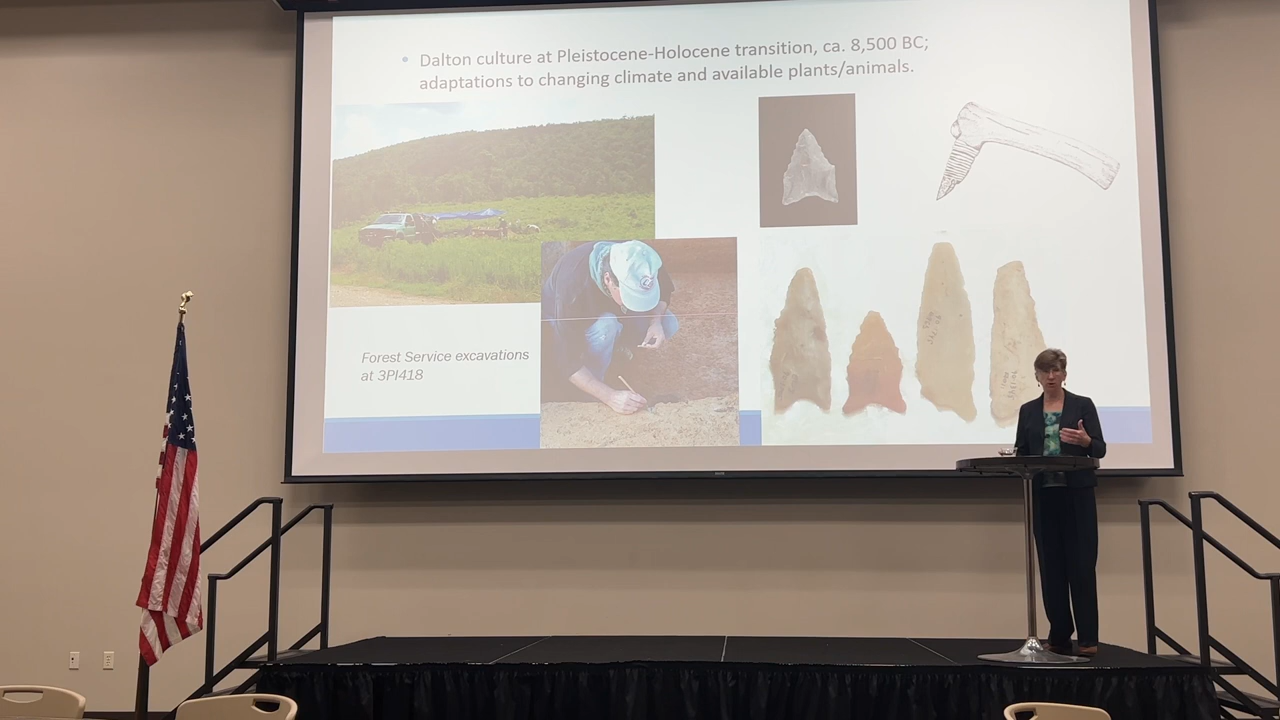 • Dalton culture at Pleistocene-Holocene transition, ca. 8,500 BC;
adaptations to changing climate and available plants/animals.
Forest Service excavations
at 3PI418